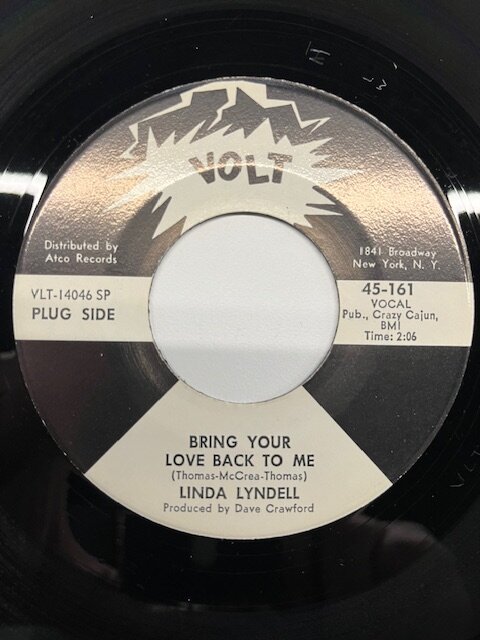 VOLT
Distributed by
Atco Records
1841 Broadway
New York, N. Y.
VLT-14046 SP
PLUG SIDE
45-161
VOCAL
Pub., Crazy Cajun,
BMI
Time: 2:06
BRING YOUR
LOVE BACK TO ME
(Thomas-McCrea-Thomas)
LINDA LYNDELL
Produced by Dave Crawford